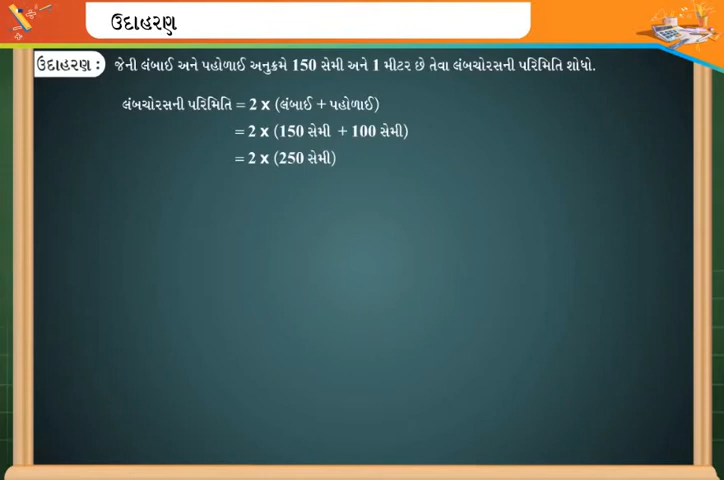 ઉદાહરણ
ઉદાહરણ : જેની લંબાઈ અને પહોળાઈ અનુક્રમે 150 સેમી અને 1 મીટર છે તેવા લંબચોરસની પરિમિતિ શોધો.
લંબચોરસની પરિમિતિ = 2 x (લંબાઈ + પહોળાઈ)
= 2 x (150 સેમી + 100 સેમી)
= 2 x (250 સેમી)